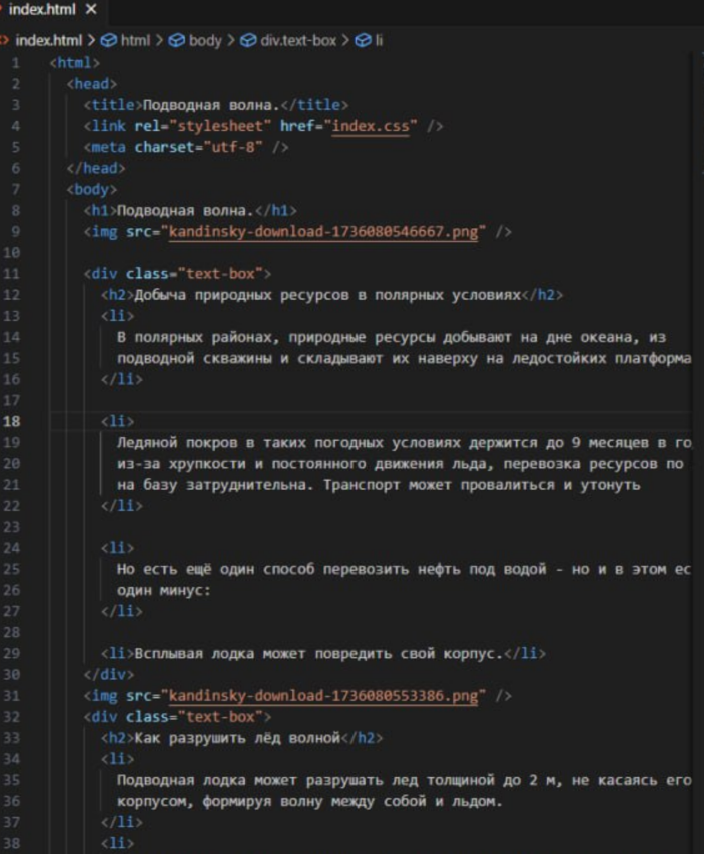 index.html ×
index.html > html > body > div.text-box > li
1 <html>
2 <head>
3 <title>Подводная волна.</title>
4 <link rel="stylesheet" href="index.css" />
5 <meta charset="utf-8" />
6 </head>
7 <body>
8 <h1>Подводная волна.</h1>
9 <img src="kandinsky-download-1736080546667.png" />
10
11 <div class="text-box">
12 <h2>Добыча природных ресурсов в полярных условиях</h2>
13 <li>
14 В полярных районах, природные ресурсы добывают на дне океана, из
15 подводной скважины и складывают их наверху на ледостойких платформа
16 </li>
17
18 <li>
19 Ледяной покров в таких погодных условиях держится до 9 месяцев в го
20 из-за хрупкости и постоянного движения льда, перевозка ресурсов по
21 на базу затруднительна. Транспорт может провалиться и утонуть
22 </li>
23
24 <li>
25 Но есть ещё один способ перевозить нефть под водой - но и в этом ес
26 один минус:
27 </li>
28
29 <li>Всплывая лодка может повредить свой корпус.</li>
30 </div>
31 <img src="kandinsky-download-1736080553386.png" />
32 <div class="text-box">
33 <h2>Как разрушить лёд волной</h2>
34 <li>
35 Подводная лодка может разрушать лед толщиной до 2 м, не касаясь его
36 корпусом, формируя волну между собой и льдом.
37 </li>
38 <li>